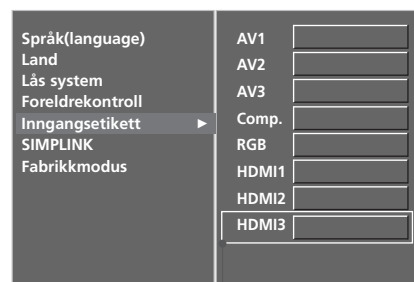 Språk(language)
Land
Lås system
Foreldrekontroll
Inngangsetikett ►
SIMPLINK
Fabrikkmodus
AV1
AV2
AV3
Comp.
RGB
HDMI1
HDMI2
HDMI3